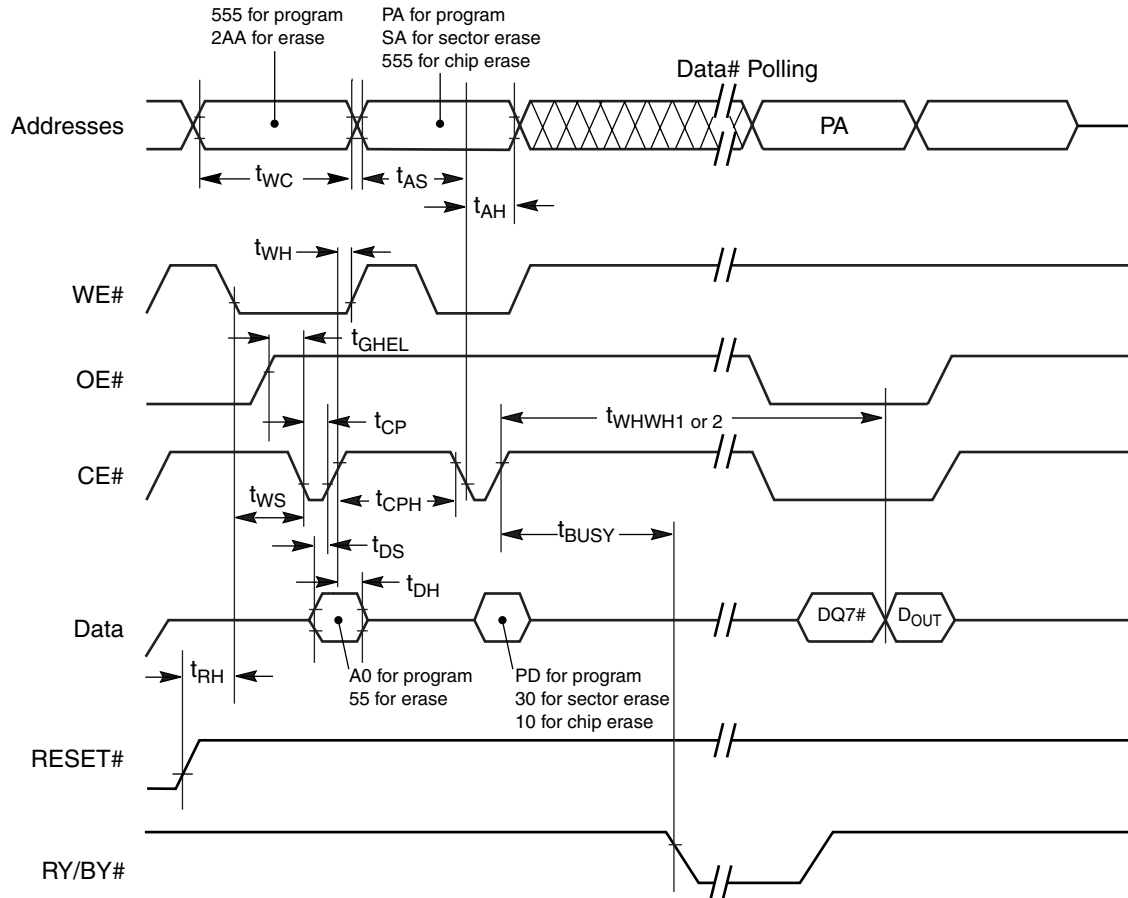 555 for program
2AA for erase
PA for program
SA for sector erase
555 for chip erase
Data# Polling
Addresses
PA
tWC
tAS
tAH
tWH
WE#
tGHEL
OE#
tCP
tWHWH1 or 2
CE#
tWS
tCPH
tBUSY
tDS
tDH
Data
DQ7#
DOUT
tRH
A0 for program
55 for erase
PD for program
30 for sector erase
10 for chip erase
RESET#
RY/BY#